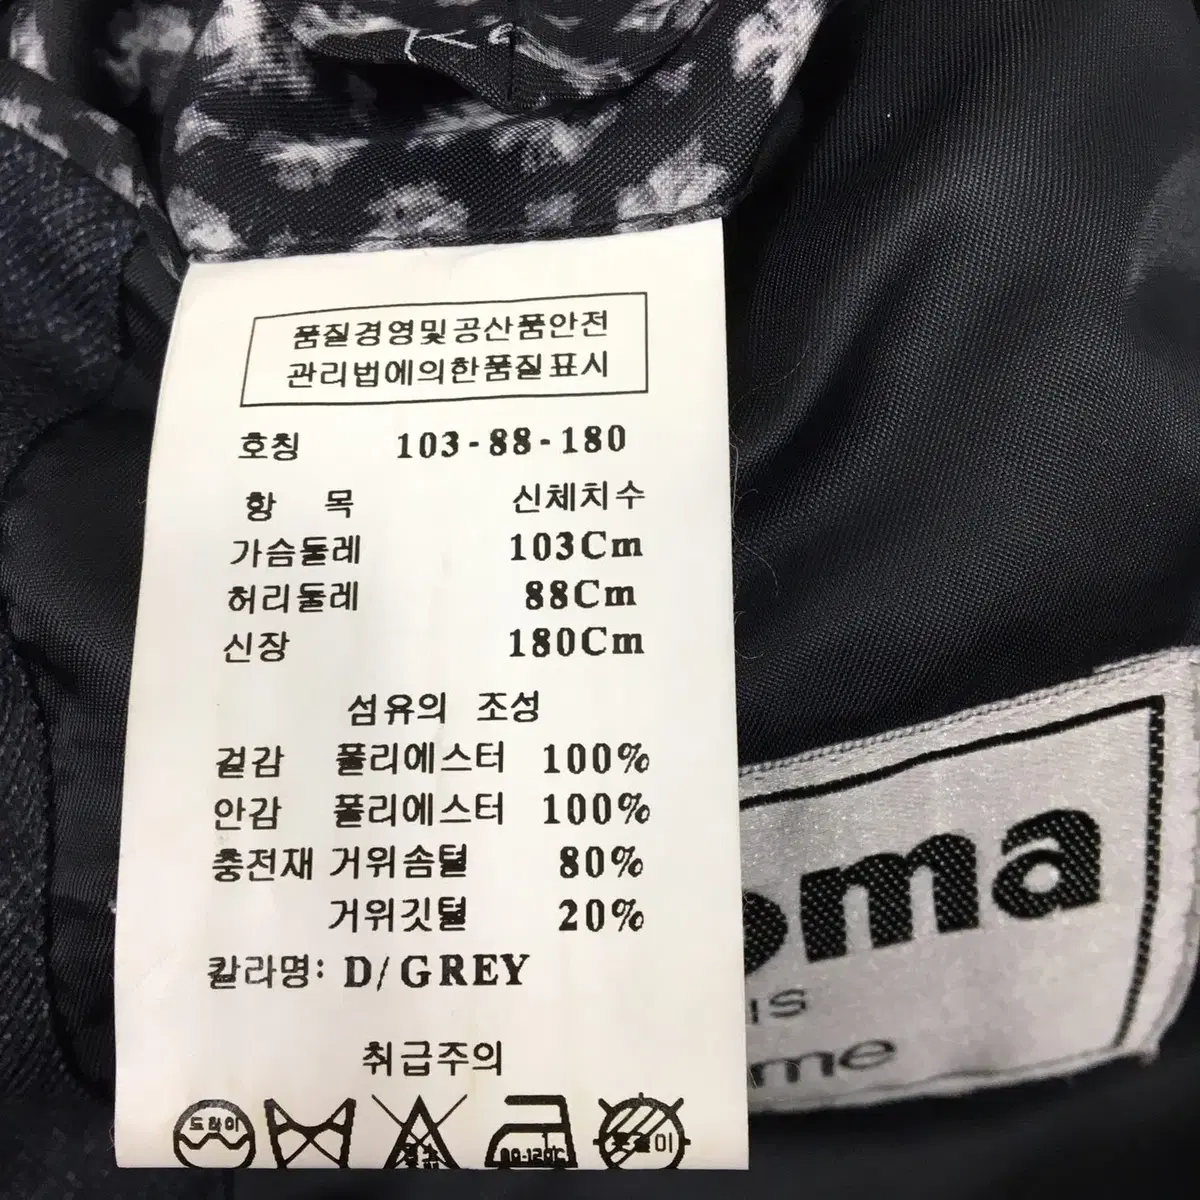 품질경영및공산품안전
관리법에의한품질표시
호칭 103-88-180
항 목 신체치수
가슴둘레 103Cm
허리둘레 88Cm
신장 180Cm
섬유의 조성
겉감 폴리에스터 100%
안감 폴리에스터 100%
충전재 거위솜털 80%
거위깃털 20%
칼라명: D/GREY
취급주의
드라이
oma
IS
me